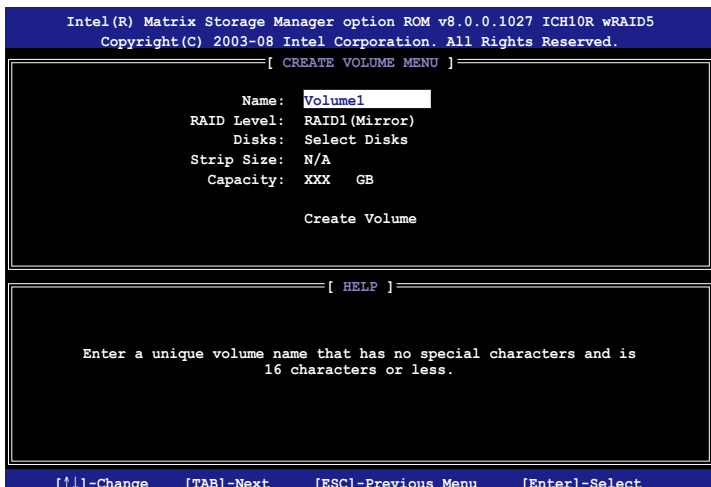 Intel(R) Matrix Storage Manager option ROM v8.0.0.1027 ICH10R wRAID5
Copyright(C) 2003-08 Intel Corporation. All Rights Reserved.
[ CREATE VOLUME MENU ]
Name: Volume1
RAID Level: RAID1(Mirror)
Disks: Select Disks
Strip Size: N/A
Capacity: XXX GB
Create Volume
[ HELP ]
Enter a unique volume name that has no special characters and is
16 characters or less.
[↑↓]-Change [TAB]-Next [ESC]-Previous Menu [Enter]-Select